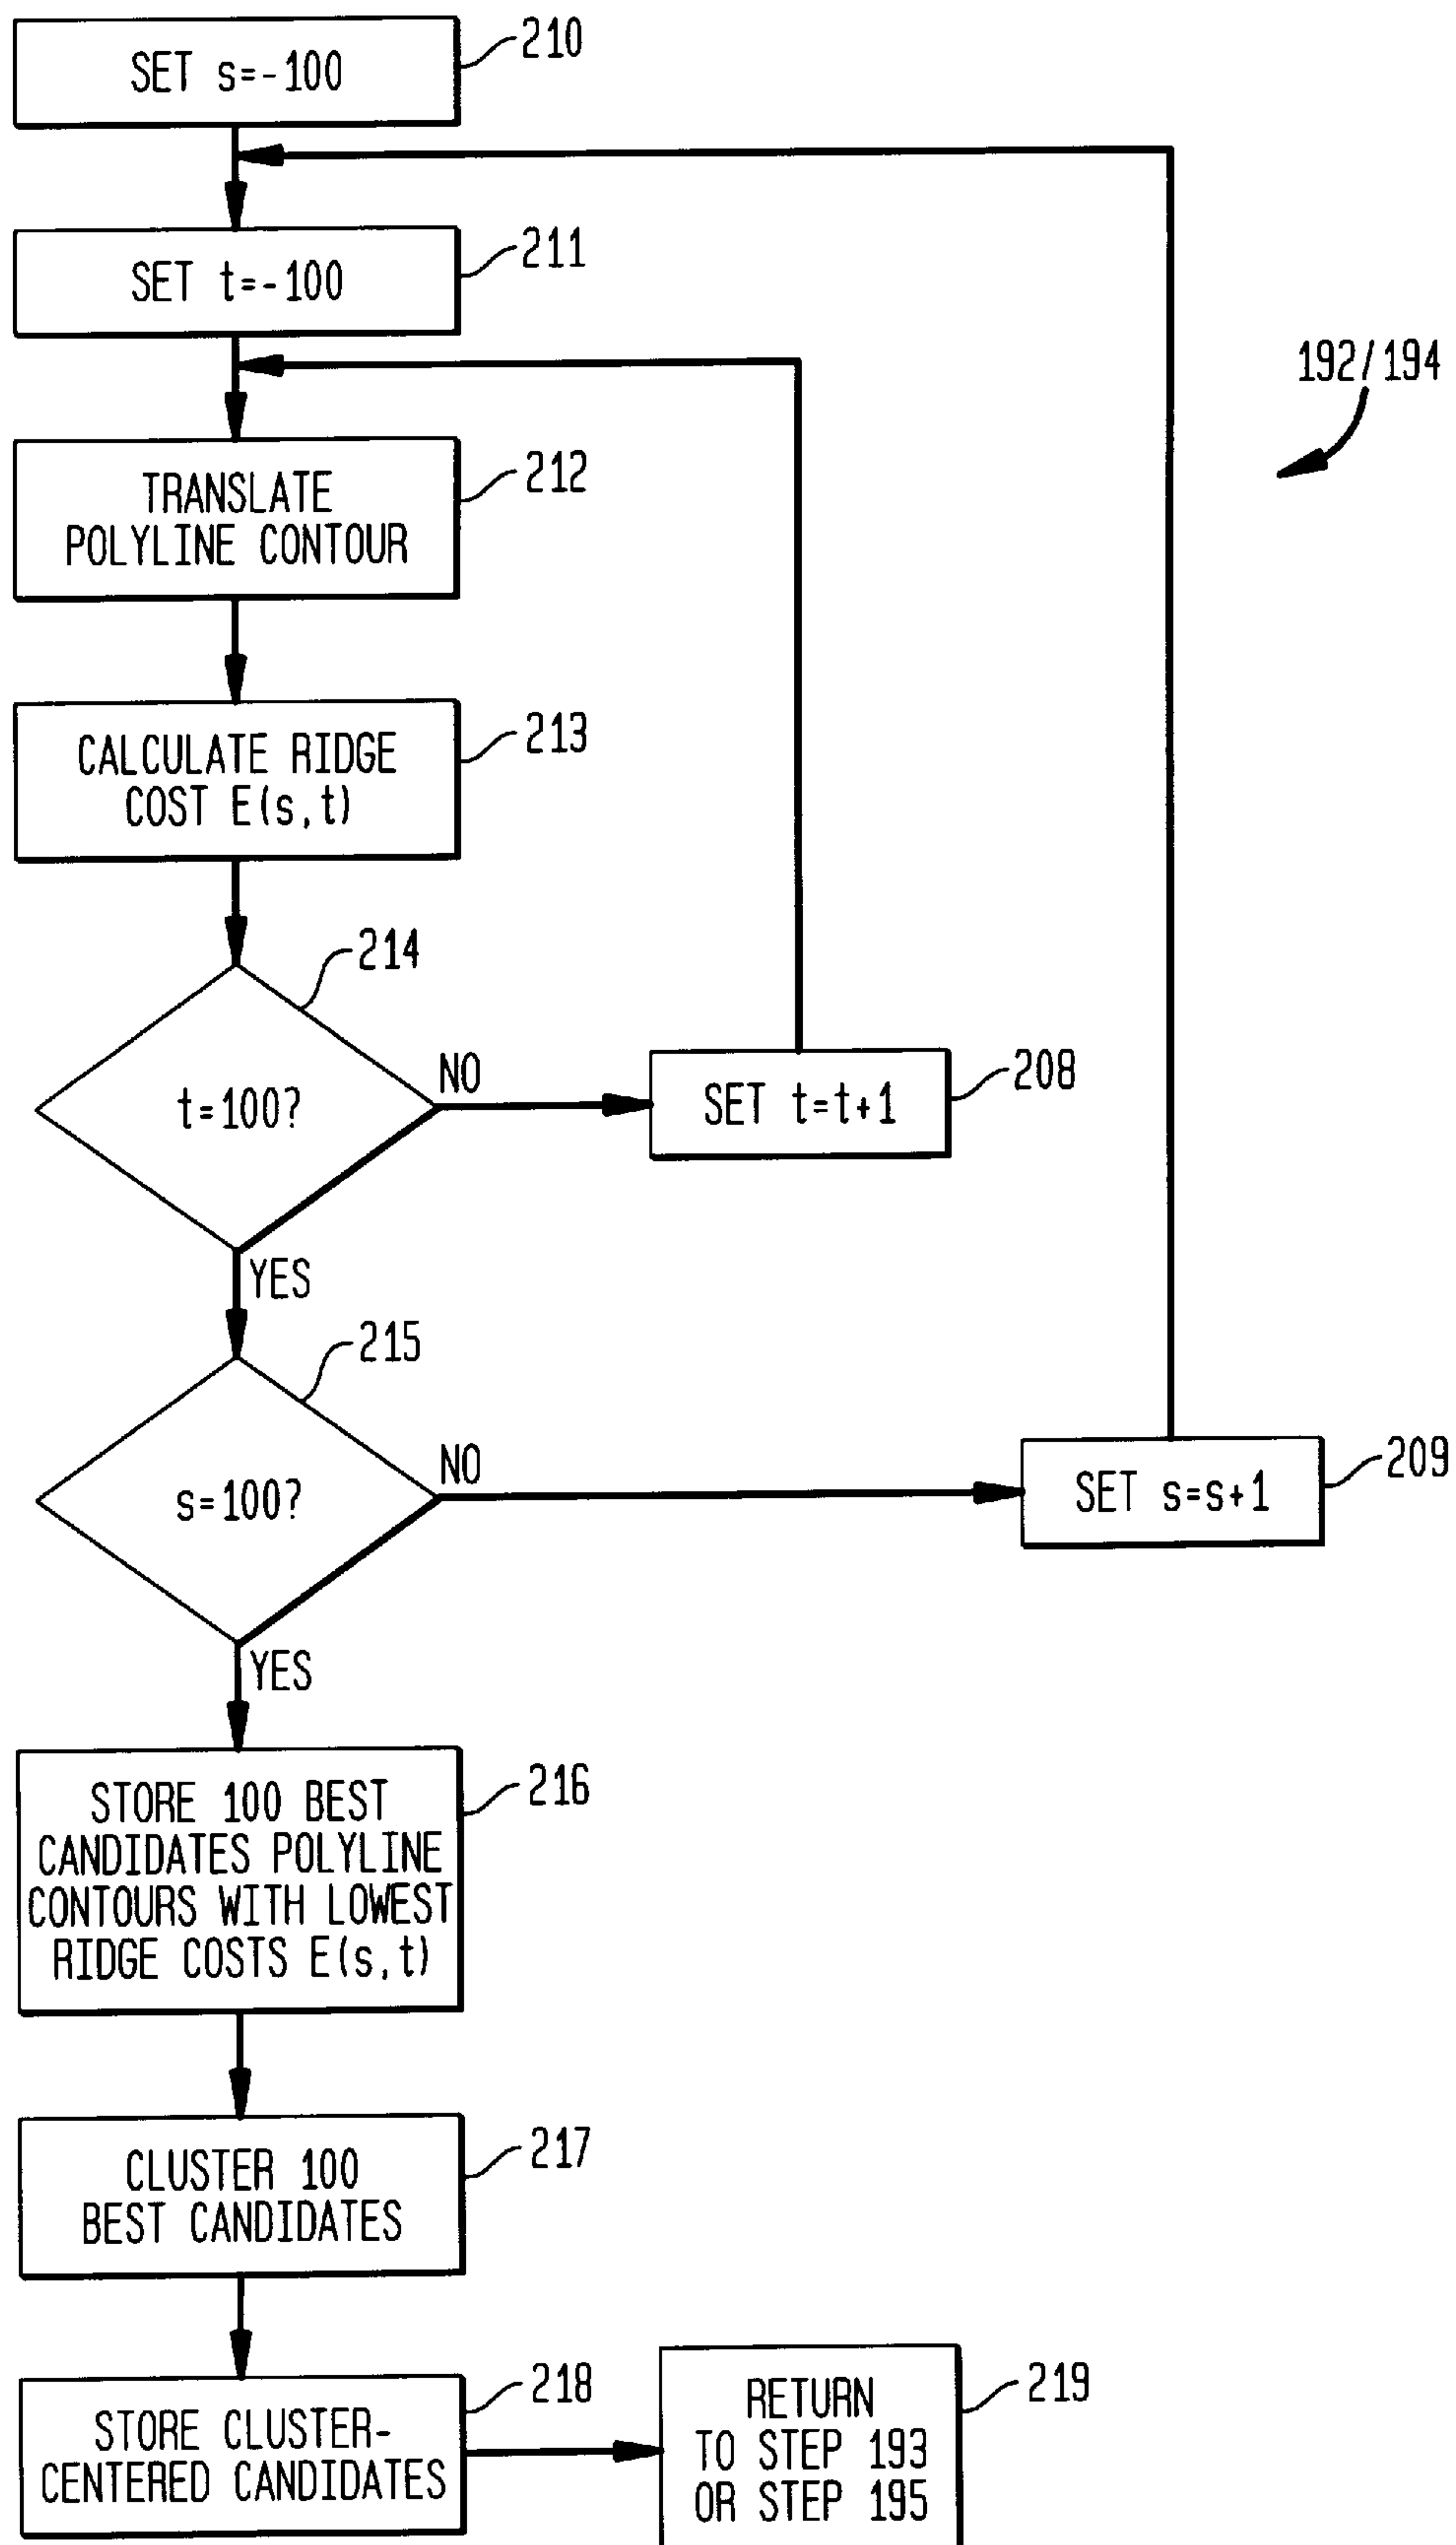 SET s=-100
210
SET t=-100
211
192/194
TRANSLATE
POLYLINE CONTOUR
212
CALCULATE RIDGE
COST E(s,t)
213
214
t=100?
NO
SET t=t+1
208
YES
215
s=100?
NO
SET s=s+1
209
YES
STORE 100 BEST
CANDIDATES POLYLINE
CONTOURS WITH LOWEST
RIDGE COSTS E(s,t)
216
CLUSTER 100
BEST CANDIDATES
217
STORE CLUSTER-
CENTERED CANDIDATES
218
RETURN
TO STEP 193
OR STEP 195
219